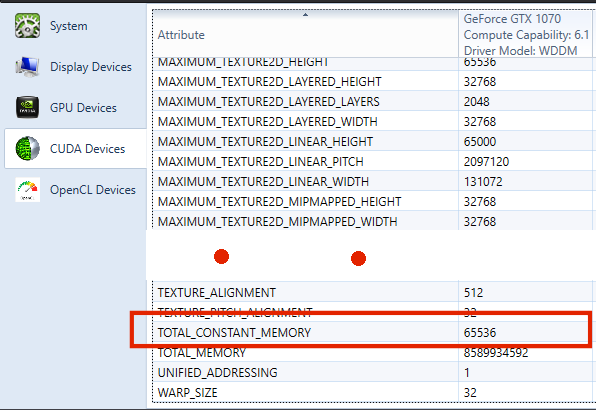 System
Display Devices
GPU Devices
CUDA Devices
OpenCL Devices
Attribute
GeForce GTX 1070
Compute Capability: 6.1
Driver Model: WDDM
MAXIMUM_TEXTURE2D_HEIGHT 65536
MAXIMUM_TEXTURE2D_LAYERED_HEIGHT 32768
MAXIMUM_TEXTURE2D_LAYERED_LAYERS 2048
MAXIMUM_TEXTURE2D_LAYERED_WIDTH 32768
MAXIMUM_TEXTURE2D_LINEAR_HEIGHT 65000
MAXIMUM_TEXTURE2D_LINEAR_PITCH 2097120
MAXIMUM_TEXTURE2D_LINEAR_WIDTH 131072
MAXIMUM_TEXTURE2D_MIPMAPPED_HEIGHT 32768
MAXIMUM_TEXTURE2D_MIPMAPPED_WIDTH 32768
TEXTURE_ALIGNMENT 512
TEXTURE_PITCH_ALIGNMENT 32
TOTAL_CONSTANT_MEMORY 65536
TOTAL_MEMORY 8589934592
UNIFIED_ADDRESSING 1
WARP_SIZE 32